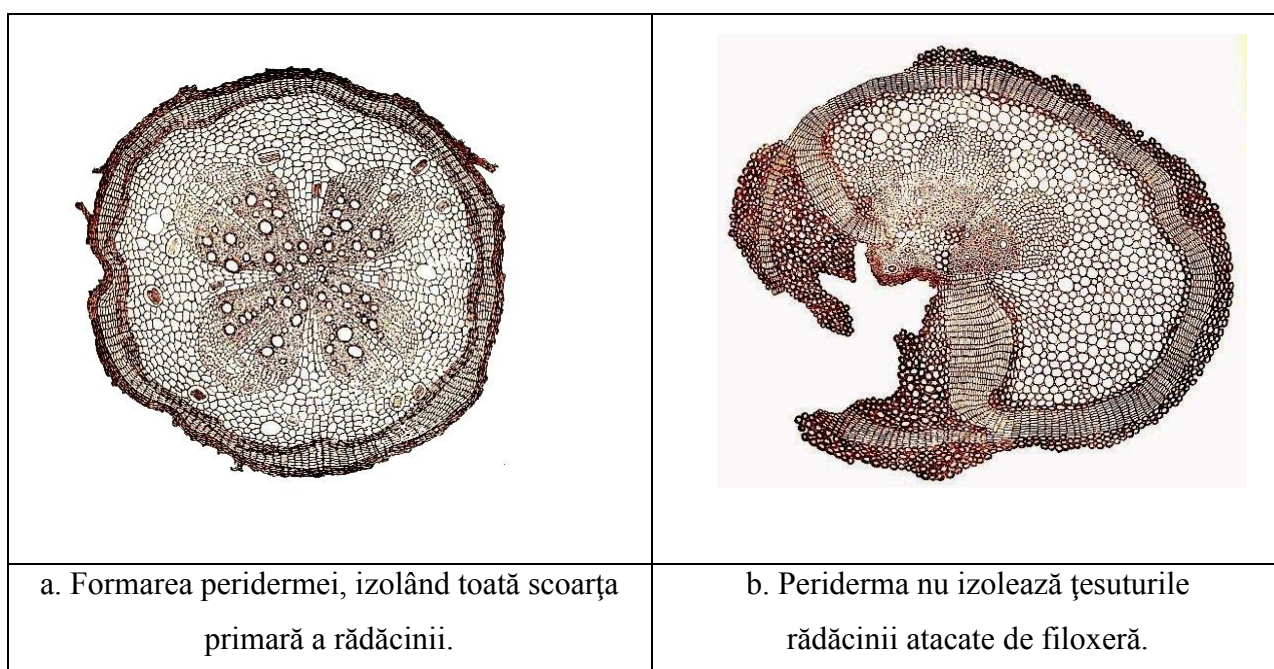 a. Formarea peridermei, izolând toată scoarţa
primară a rădăcinii.
b. Periderma nu izolează ţesuturile
rădăcinii atacate de filoxeră.